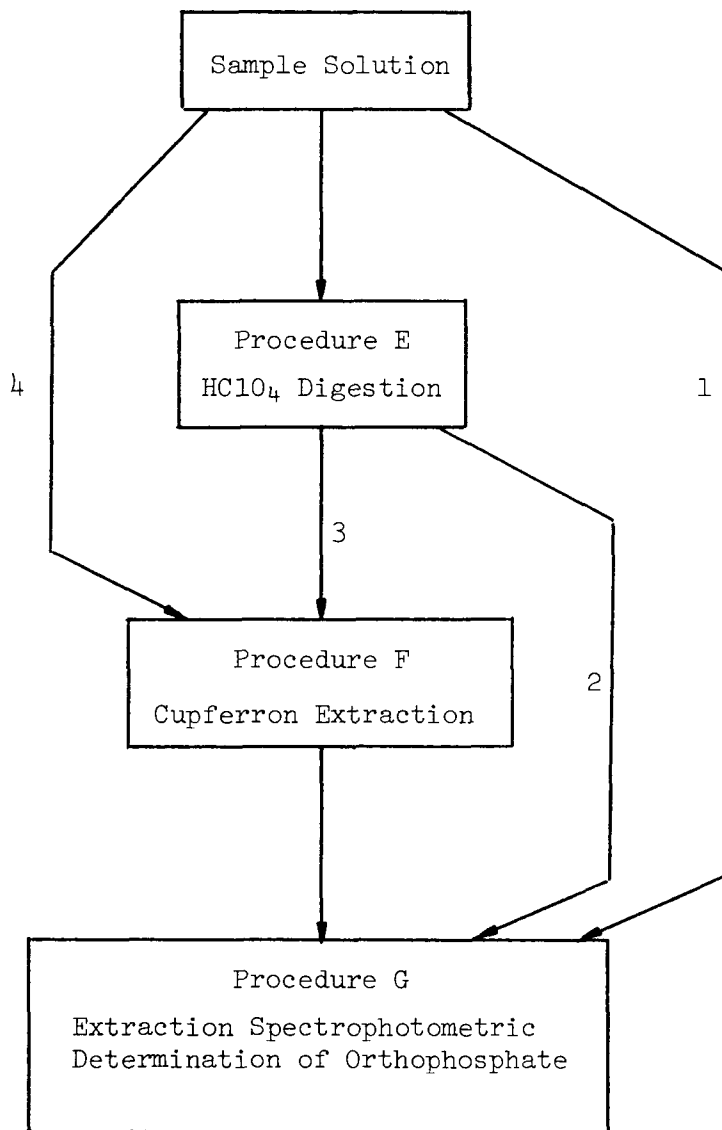 Sample Solution
Procedure E
HClO₄ Digestion
4
1
3
Procedure F
Cupferron Extraction
2
Procedure G
Extraction Spectrophotometric
Determination of Orthophosphate